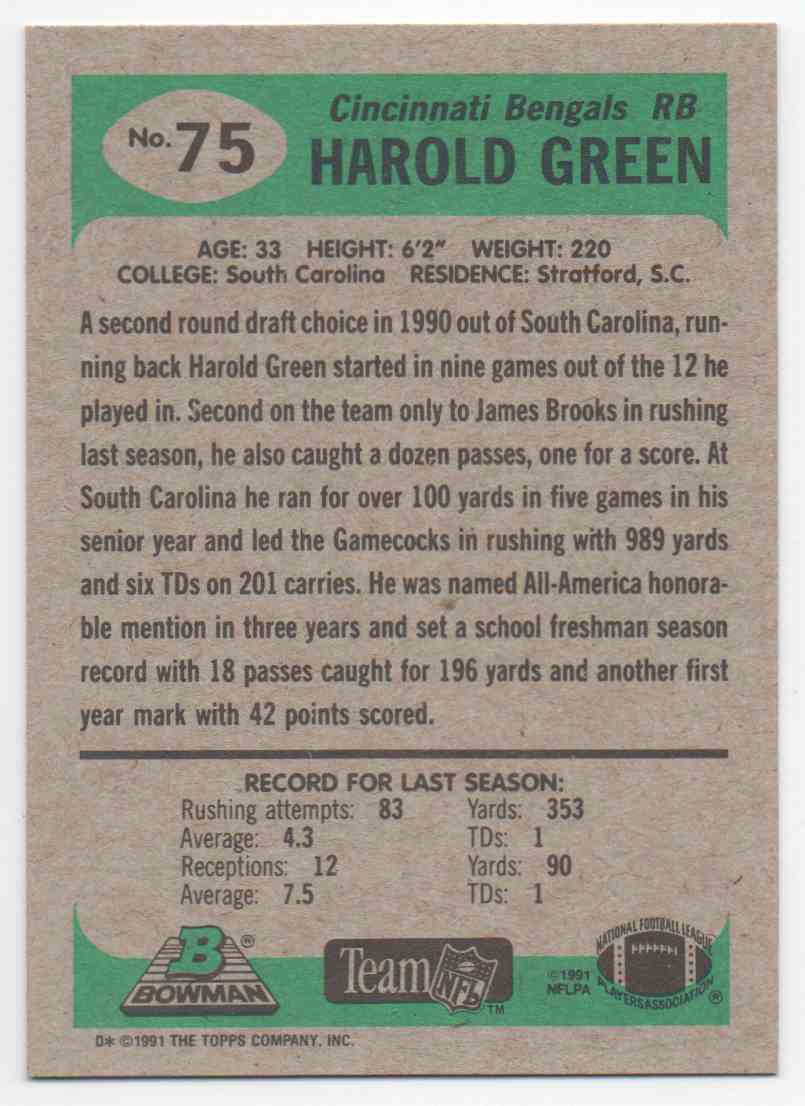 No. 75
Cincinnati Bengals RB
HAROLD GREEN
AGE: 33 HEIGHT: 6'2" WEIGHT: 220
COLLEGE: South Carolina RESIDENCE: Stratford, S.C.
A second round draft choice in 1990 out of South Carolina, run-
ning back Harold Green started in nine games out of the 12 he
played in. Second on the team only to James Brooks in rushing
last season, he also caught a dozen passes, one for a score. At
South Carolina he ran for over 100 yards in five games in his
senior year and led the Gamecocks in rushing with 989 yards
and six TDs on 201 carries. He was named All-America honora-
ble mention in three years and set a school freshman season
record with 18 passes caught for 196 yards and another first
year mark with 42 points scored.
RECORD FOR LAST SEASON:
Rushing attempts: 83 Yards: 353
Average: 4.3 TDs: 1
Receptions: 12 Yards: 90
Average: 7.5 TDs: 1
B®
BOWMAN
Team NFL™
©1991
NFLPA
NATIONAL FOOTBALL LEAGUE
PLAYERS ASSOCIATION®
D* ©1991 THE TOPPS COMPANY, INC.